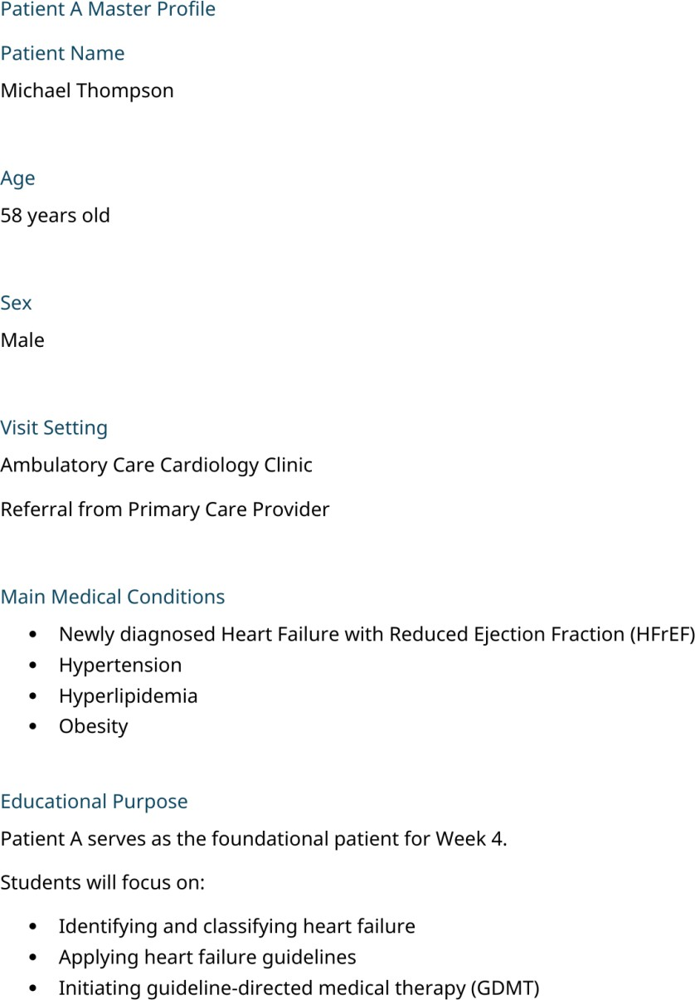 Patient A Master Profile
Patient Name
Michael Thompson
Age
58 years old
Sex
Male
Visit Setting
Ambulatory Care Cardiology Clinic
Referral from Primary Care Provider
Main Medical Conditions
• Newly diagnosed Heart Failure with Reduced Ejection Fraction (HFrEF)
• Hypertension
• Hyperlipidemia
• Obesity
Educational Purpose
Patient A serves as the foundational patient for Week 4.
Students will focus on:
• Identifying and classifying heart failure
• Applying heart failure guidelines
• Initiating guideline-directed medical therapy (GDMT)